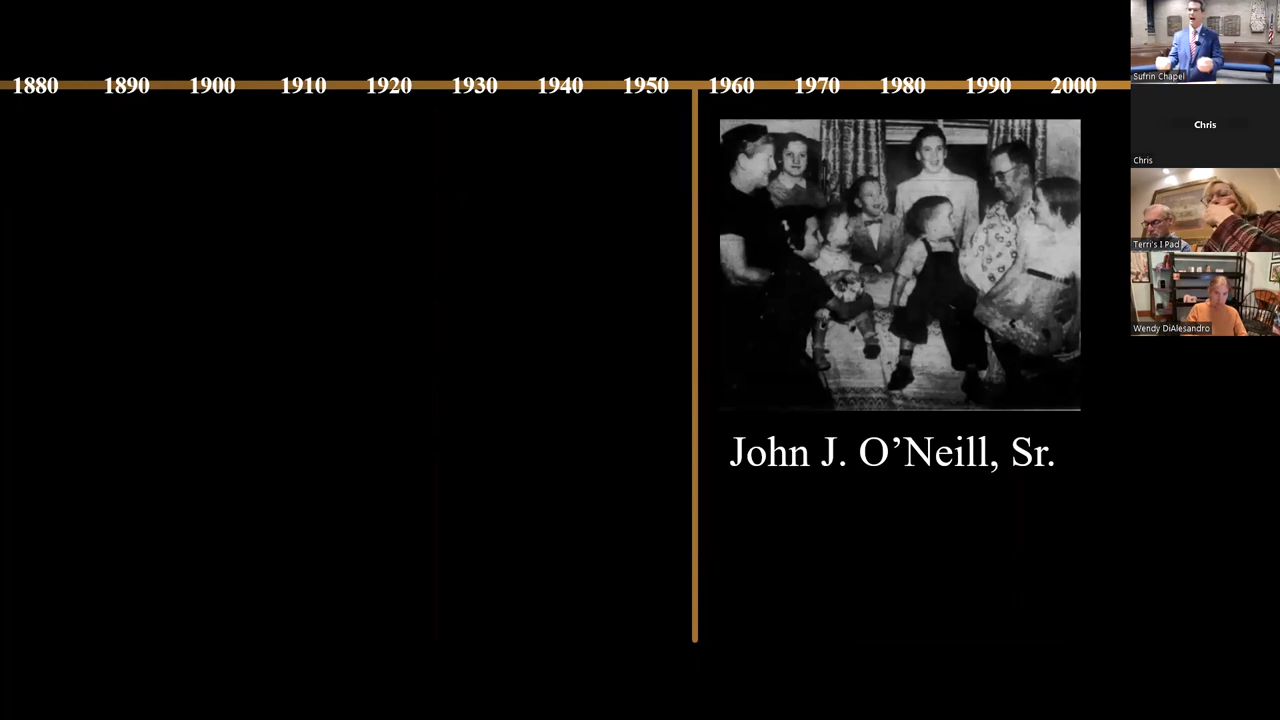 1880 1890 1900 1910 1920 1930 1940 1950 1960 1970 1980 1990 2000
John J. O’Neill, Sr.
Sufrin Chapel
Chris
Chris
Terri's I Pad
Wendy DiAlesandro